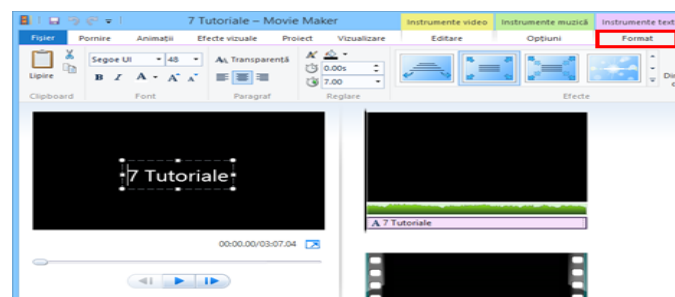 7 Tutoriale – Movie Maker
Instrumente video
Instrumente muzică
Instrumente text
Fișier
Pornire
Animații
Efecte vizuale
Proiect
Vizualizare
Editare
Opțiuni
Format
Lipire
Segoe UI
48
Transparență
0.00s
7.00
B I A A A
Clipboard
Font
Paragraf
Reglare
Efecte
7 Tutoriale
A 7 Tutoriale
00:00.00/03:07.04